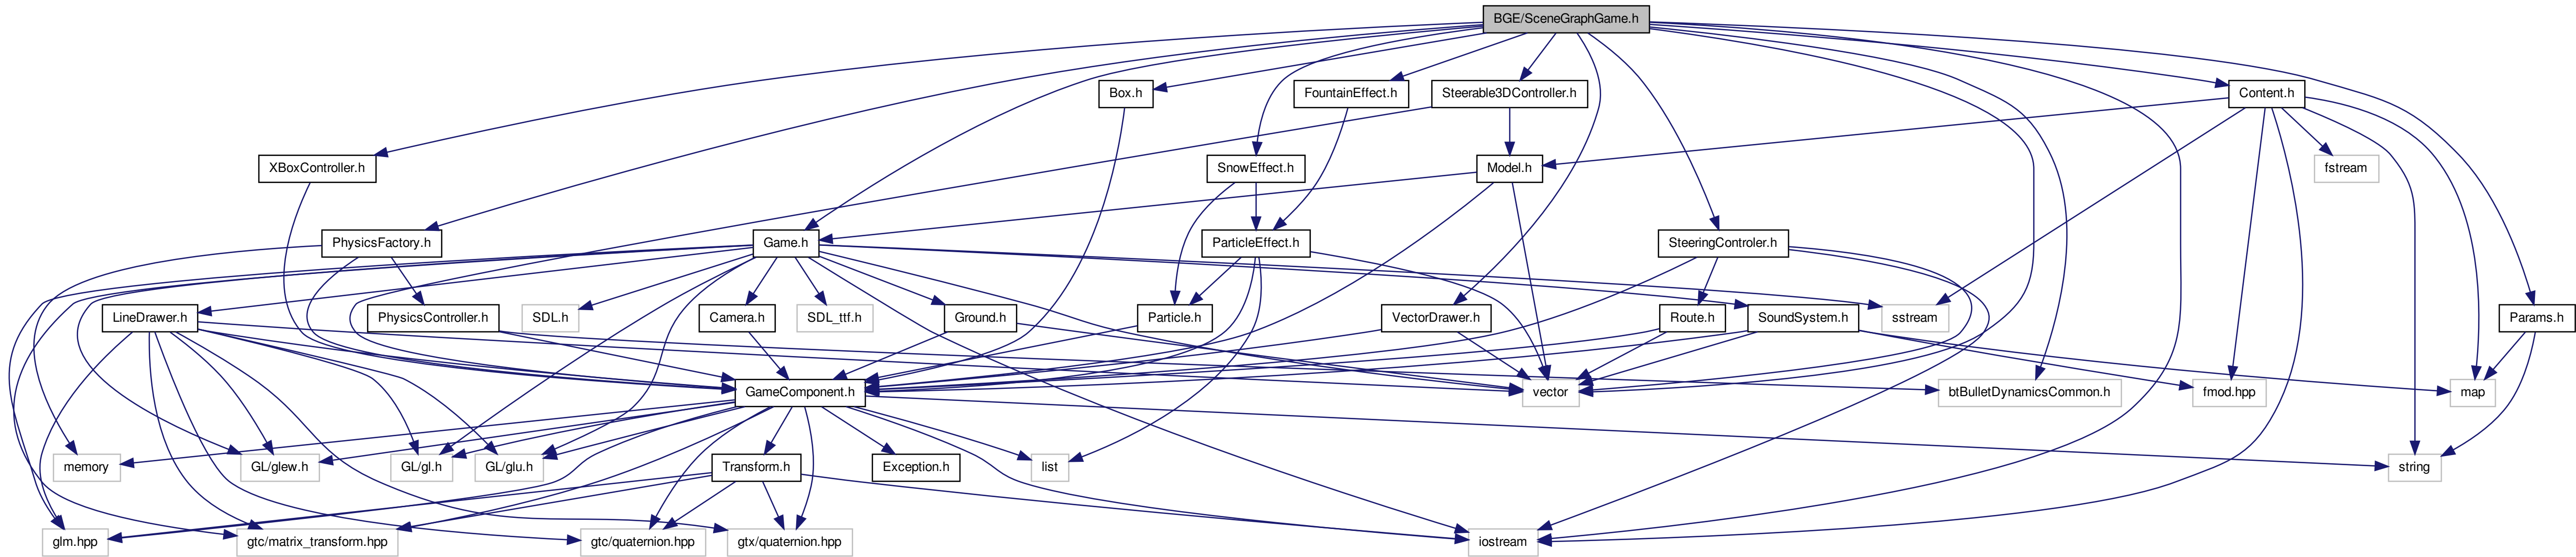 BGE/SceneGraphGame.h
Box.h
FountainEffect.h
Steerable3DController.h
Content.h
XBoxController.h
SnowEffect.h
Model.h
fstream
PhysicsFactory.h
Game.h
ParticleEffect.h
SteeringControler.h
LineDrawer.h
PhysicsController.h
SDL.h
Camera.h
SDL_ttf.h
Ground.h
Particle.h
VectorDrawer.h
Route.h
SoundSystem.h
sstream
Params.h
GameComponent.h
vector
btBulletDynamicsCommon.h
fmod.hpp
map
memory
GL/glew.h
GL/gl.h
GL/glu.h
Transform.h
Exception.h
list
string
glm.hpp
gtc/matrix_transform.hpp
gtc/quaternion.hpp
gtx/quaternion.hpp
iostream